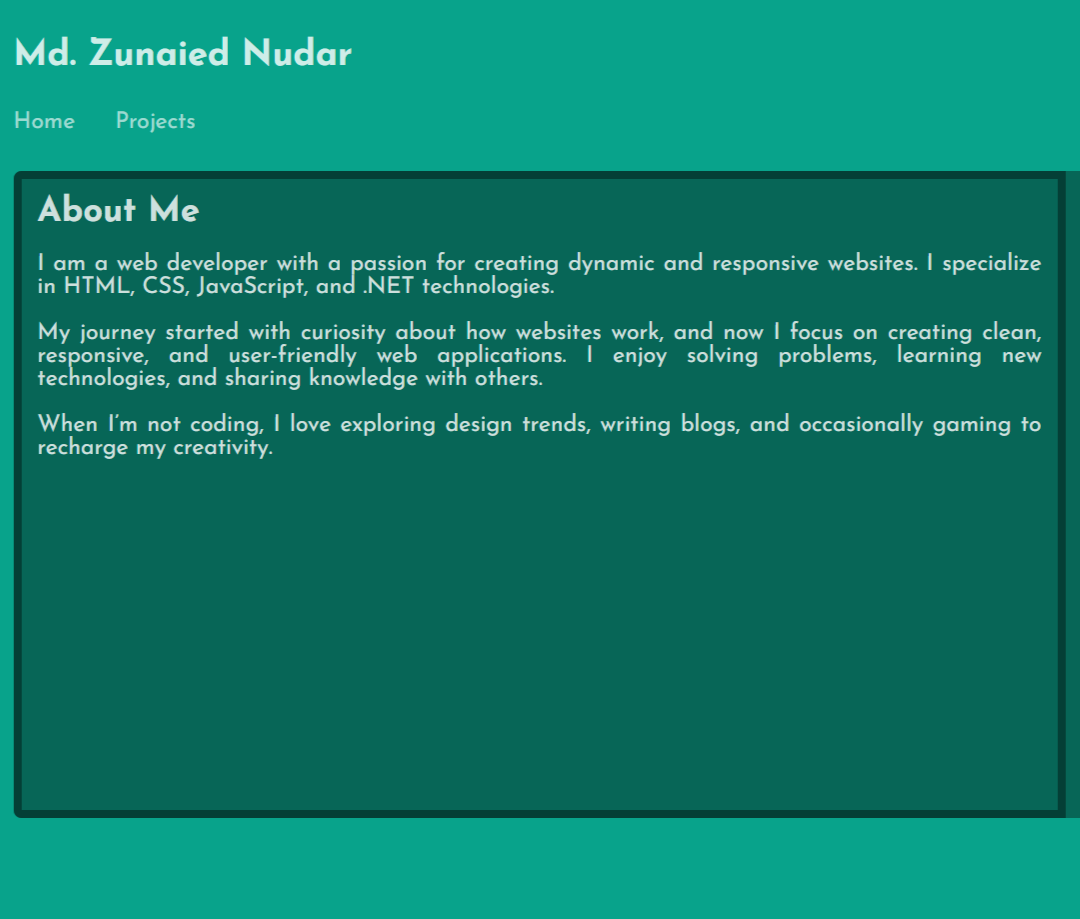 Md. Zunaied Nudar
Home Projects
About Me
I am a web developer with a passion for creating dynamic and responsive websites. I specialize
in HTML, CSS, JavaScript, and .NET technologies.
My journey started with curiosity about how websites work, and now I focus on creating clean,
responsive, and user-friendly web applications. I enjoy solving problems, learning new
technologies, and sharing knowledge with others.
When I’m not coding, I love exploring design trends, writing blogs, and occasionally gaming to
recharge my creativity.